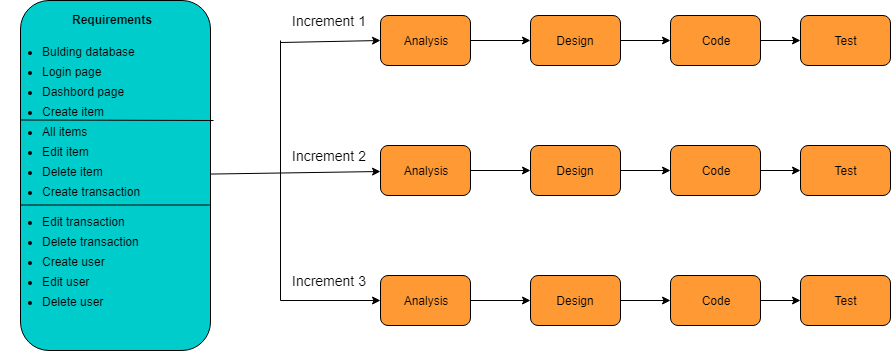 Requirements
Bulding database
Login page
Dashbord page
Create item
All items
Edit item
Delete item
Create transaction
Edit transaction
Delete transaction
Create user
Edit user
Delete user
Increment 1
Analysis
Design
Code
Test
Increment 2
Analysis
Design
Code
Test
Increment 3
Analysis
Design
Code
Test